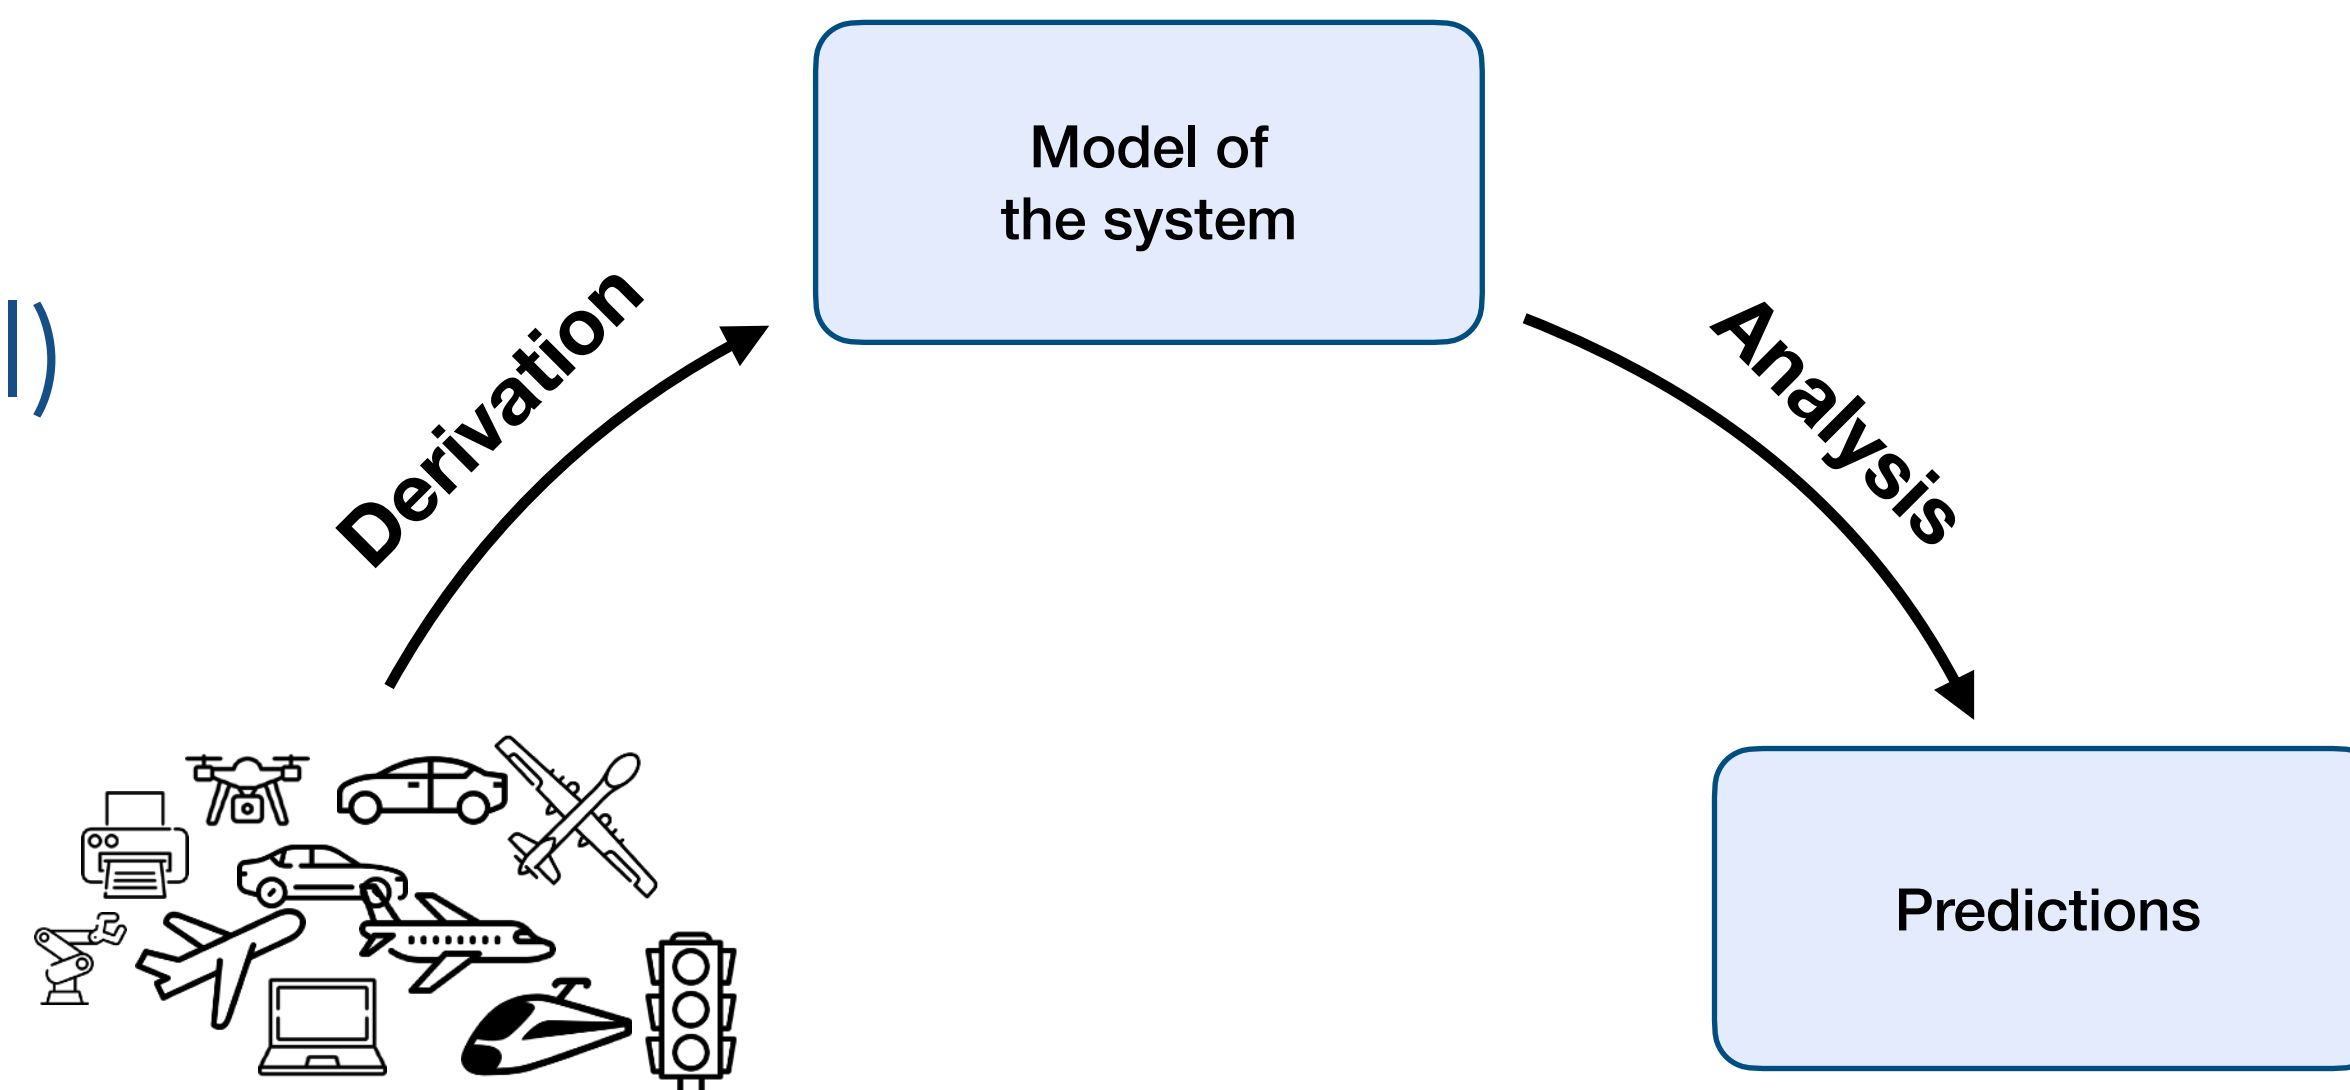 Model of
the system
Derivation
Analysis
Predictions